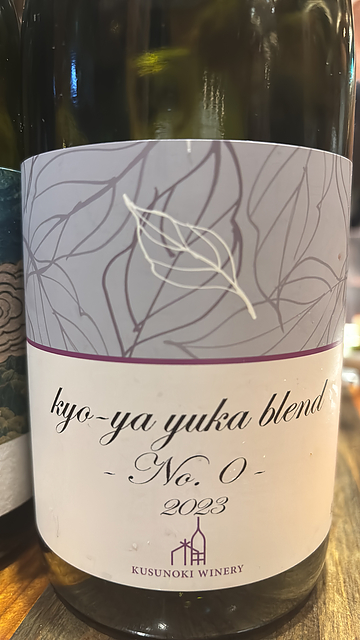 kyo-ya yuka blend
- No. 0 -
2023
KUSUNOKI WINERY